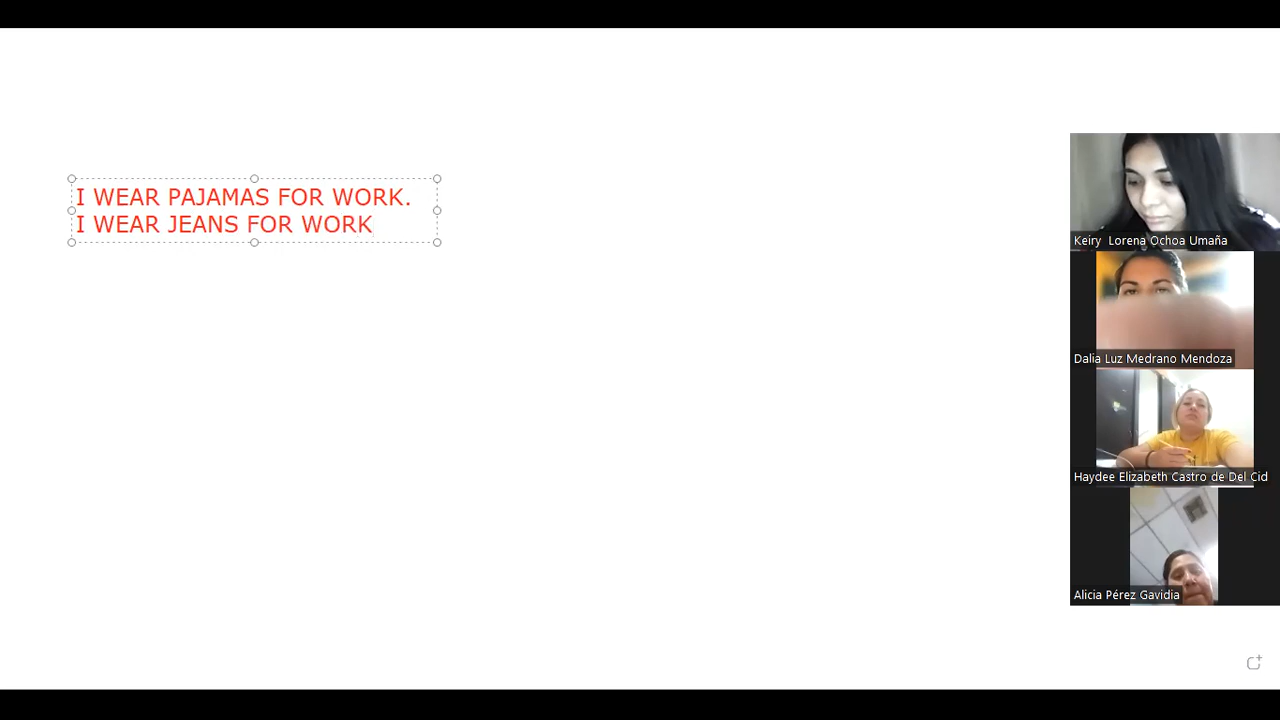 I WEAR PAJAMAS FOR WORK.
I WEAR JEANS FOR WORK
Keiry Lorena Ochoa Umaña
Dalia Luz Medrano Mendoza
Haydee Elizabeth Castro de Del Cid
Alicia Pérez Gavidia